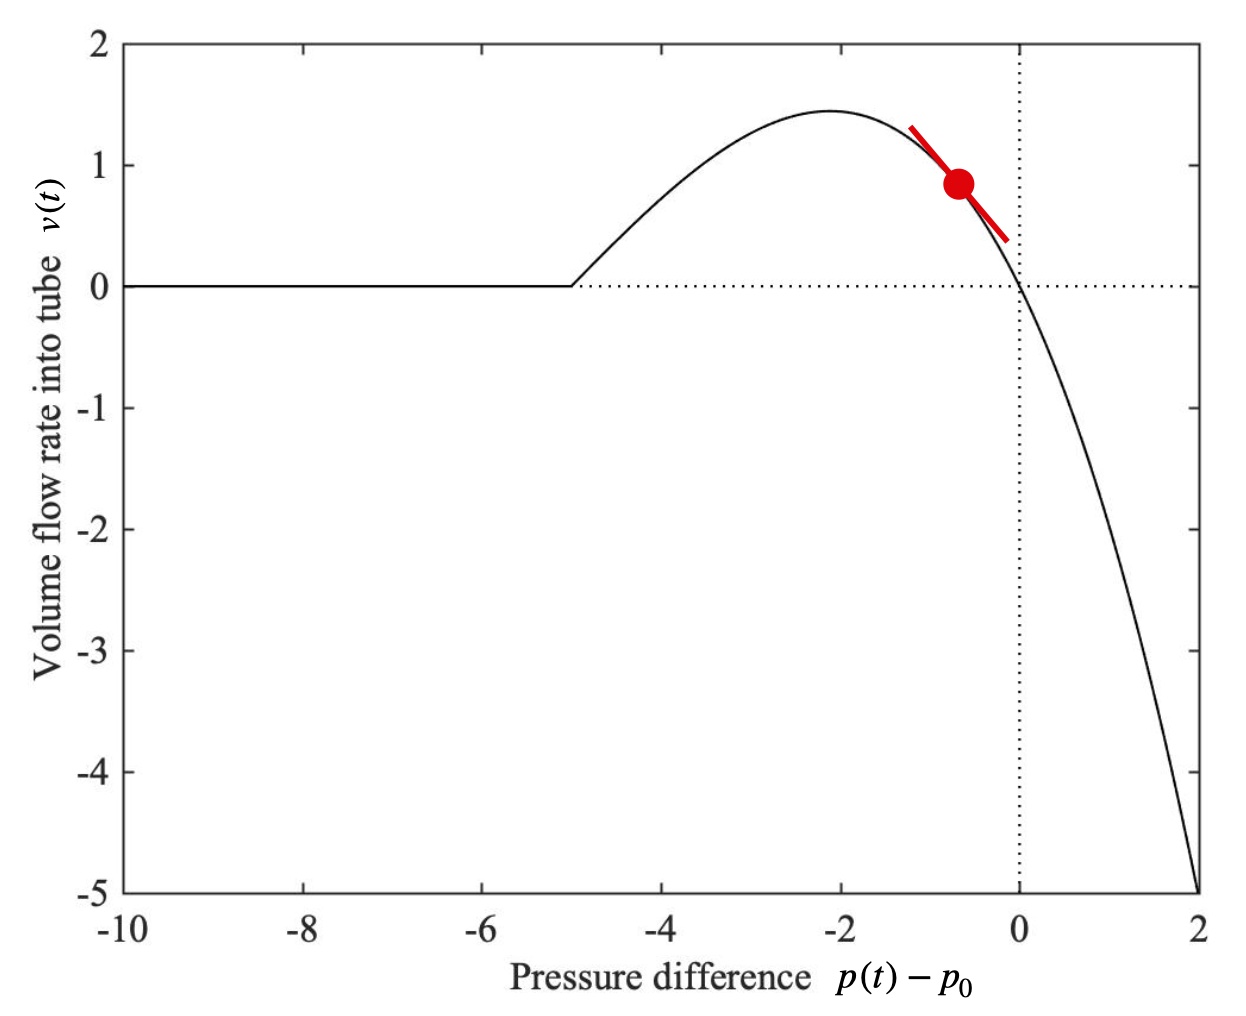 2
1
0
-1
-2
-3
-4
-5
-10 -8 -6 -4 -2 0 2
Volume flow rate into tube v(t)
Pressure difference p(t) − p₀